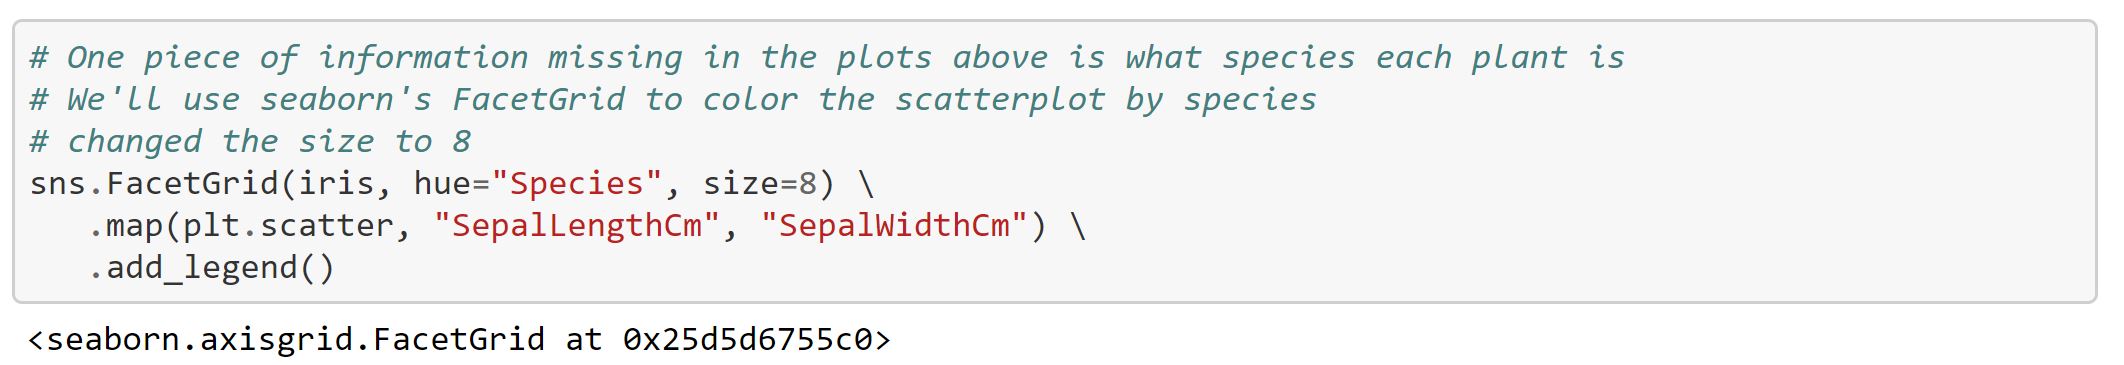 # One piece of information missing in the plots above is what species each plant is
# We'll use seaborn's FacetGrid to color the scatterplot by species
# changed the size to 8
sns.FacetGrid(iris, hue="Species", size=8) \
   .map(plt.scatter, "SepalLengthCm", "SepalWidthCm") \
   .add_legend()
<seaborn.axisgrid.FacetGrid at 0x25d5d6755c0>